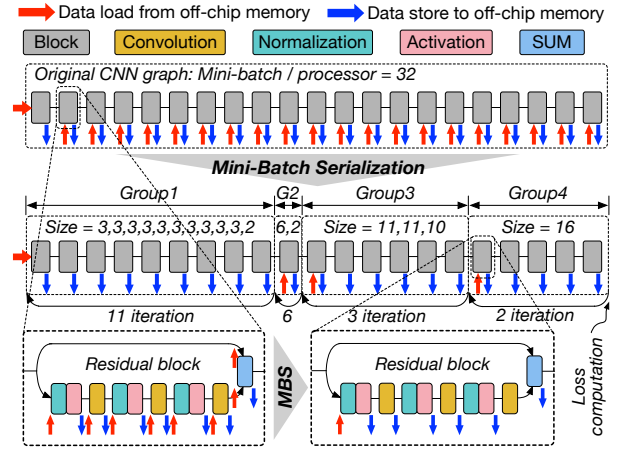 Data load from off-chip memory Data store to off-chip memory
Block Convolution Normalization Activation SUM
Original CNN graph: Mini-batch / processor = 32
Mini-Batch Serialization
Group1 G2 Group3 Group4
Size = 3,3,3,3,3,3,3,3,3,3,2 6,2 Size = 11,11,10 Size = 16
11 iteration 6 3 iteration 2 iteration
Residual block MBS Residual block Loss
computation